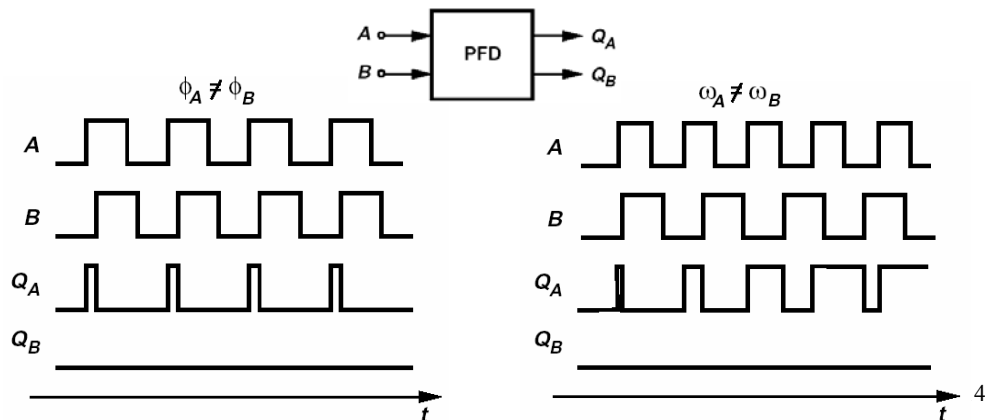 A
B
PFD
Q_A
Q_B
ϕ_A ≠ ϕ_B
A
B
Q_A
Q_B
t
ω_A ≠ ω_B
A
B
Q_A
Q_B
t
4